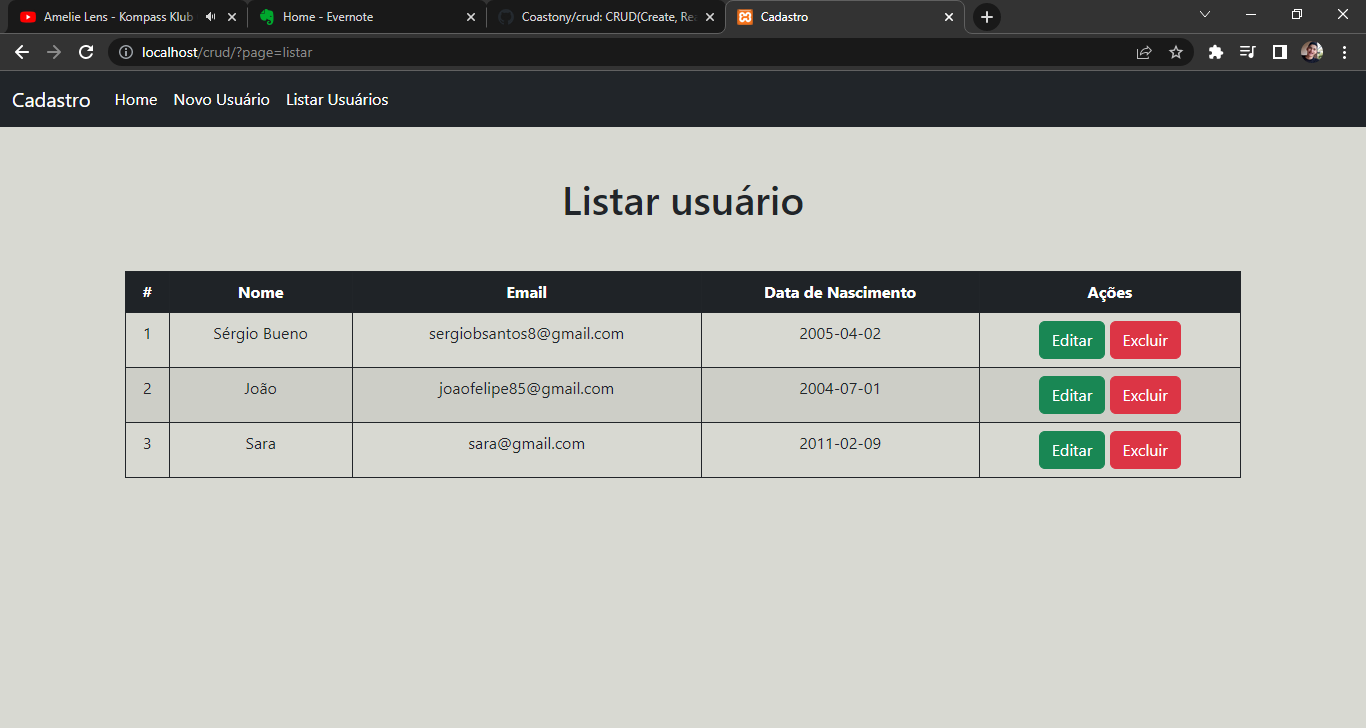 Amelie Lens - Kompass Klub
Home - Evernote
Coastony/crud: CRUD(Create, Rea
Cadastro
localhost/crud/?page=listar
Cadastro Home Novo Usuário Listar Usuários
Listar usuário
# Nome Email Data de Nascimento Ações
1 Sérgio Bueno sergiobsantos8@gmail.com 2005-04-02 Editar Excluir
2 João joaofelipe85@gmail.com 2004-07-01 Editar Excluir
3 Sara sara@gmail.com 2011-02-09 Editar Excluir